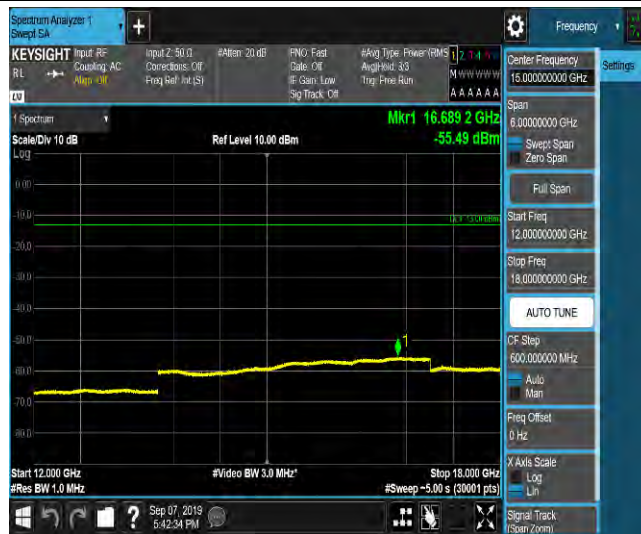 Spectrum Analyzer 1
Swept SA
+
Frequency
KEYSIGHT Input: RF
Coupling: AC
Align: Off
Input Z: 50 Ω
Corrections: Off
Freq Ref: Int (S)
#Atten: 20 dB
PNO: Fast
Gate: Off
IF Gain: Low
Sig Track: Off
#Avg Type: Power (RMS
Avg|Hold: 3/3
Trig: Free Run
RL
LXI
M W W W W W
A A A A A A
1 Spectrum
Scale/Div 10 dB
Log
Ref Level 10.00 dBm
Mkr1 16.689 2 GHz
-55.49 dBm
0.00
-10.0
-20.0
-30.0
-40.0
-50.0
-60.0
-70.0
-80.0
1
Start 12.000 GHz
#Res BW 1.0 MHz
#Video BW 3.0 MHz*
Stop 18.000 GHz
#Sweep ~5.00 s (30001 pts)
Center Frequency
15.000000000 GHz
Settings
Span
6.00000000 GHz
Swept Span
Zero Span
Full Span
Start Freq
12.000000000 GHz
Stop Freq
18.000000000 GHz
AUTO TUNE
CF Step
600.000000 MHz
Auto
Man
Freq Offset
0 Hz
X Axis Scale
Log
Lin
Signal Track
(Span Zoom)
?
Sep 07, 2019
5:42:34 PM